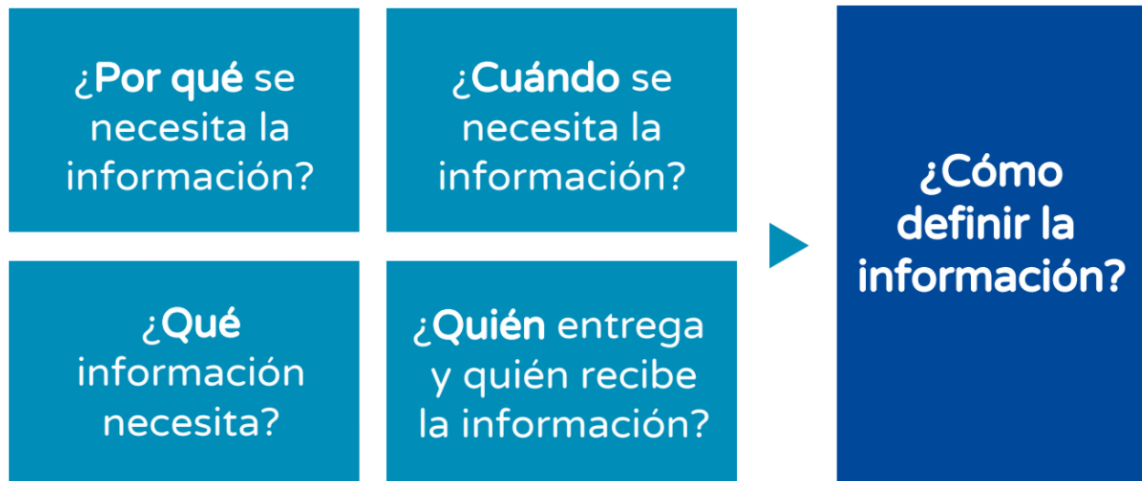 ¿Por qué se
necesita la
información?
¿Cuándo se
necesita la
información?
¿Qué
información
necesita?
¿Quién entrega
y quién recibe
la información?
¿Cómo
definir la
información?